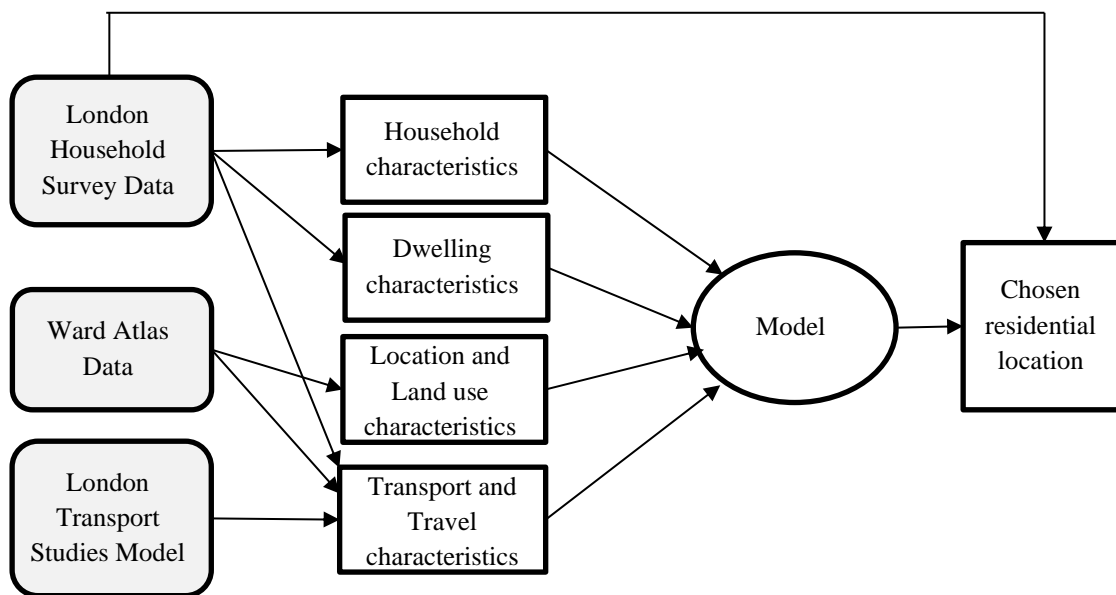 London
Household
Survey Data
Household
characteristics
Dwelling
characteristics
Ward Atlas
Data
Location and
Land use
characteristics
London
Transport
Studies Model
Transport and
Travel
characteristics
Model
Chosen
residential
location